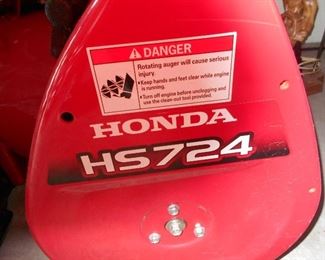 DANGER
Rotating auger will cause serious
injury.
•Keep hands and feet clear while engine
is running.
•Turn off engine before unclogging and
use the clean-out tool provided.
HONDA
HS724